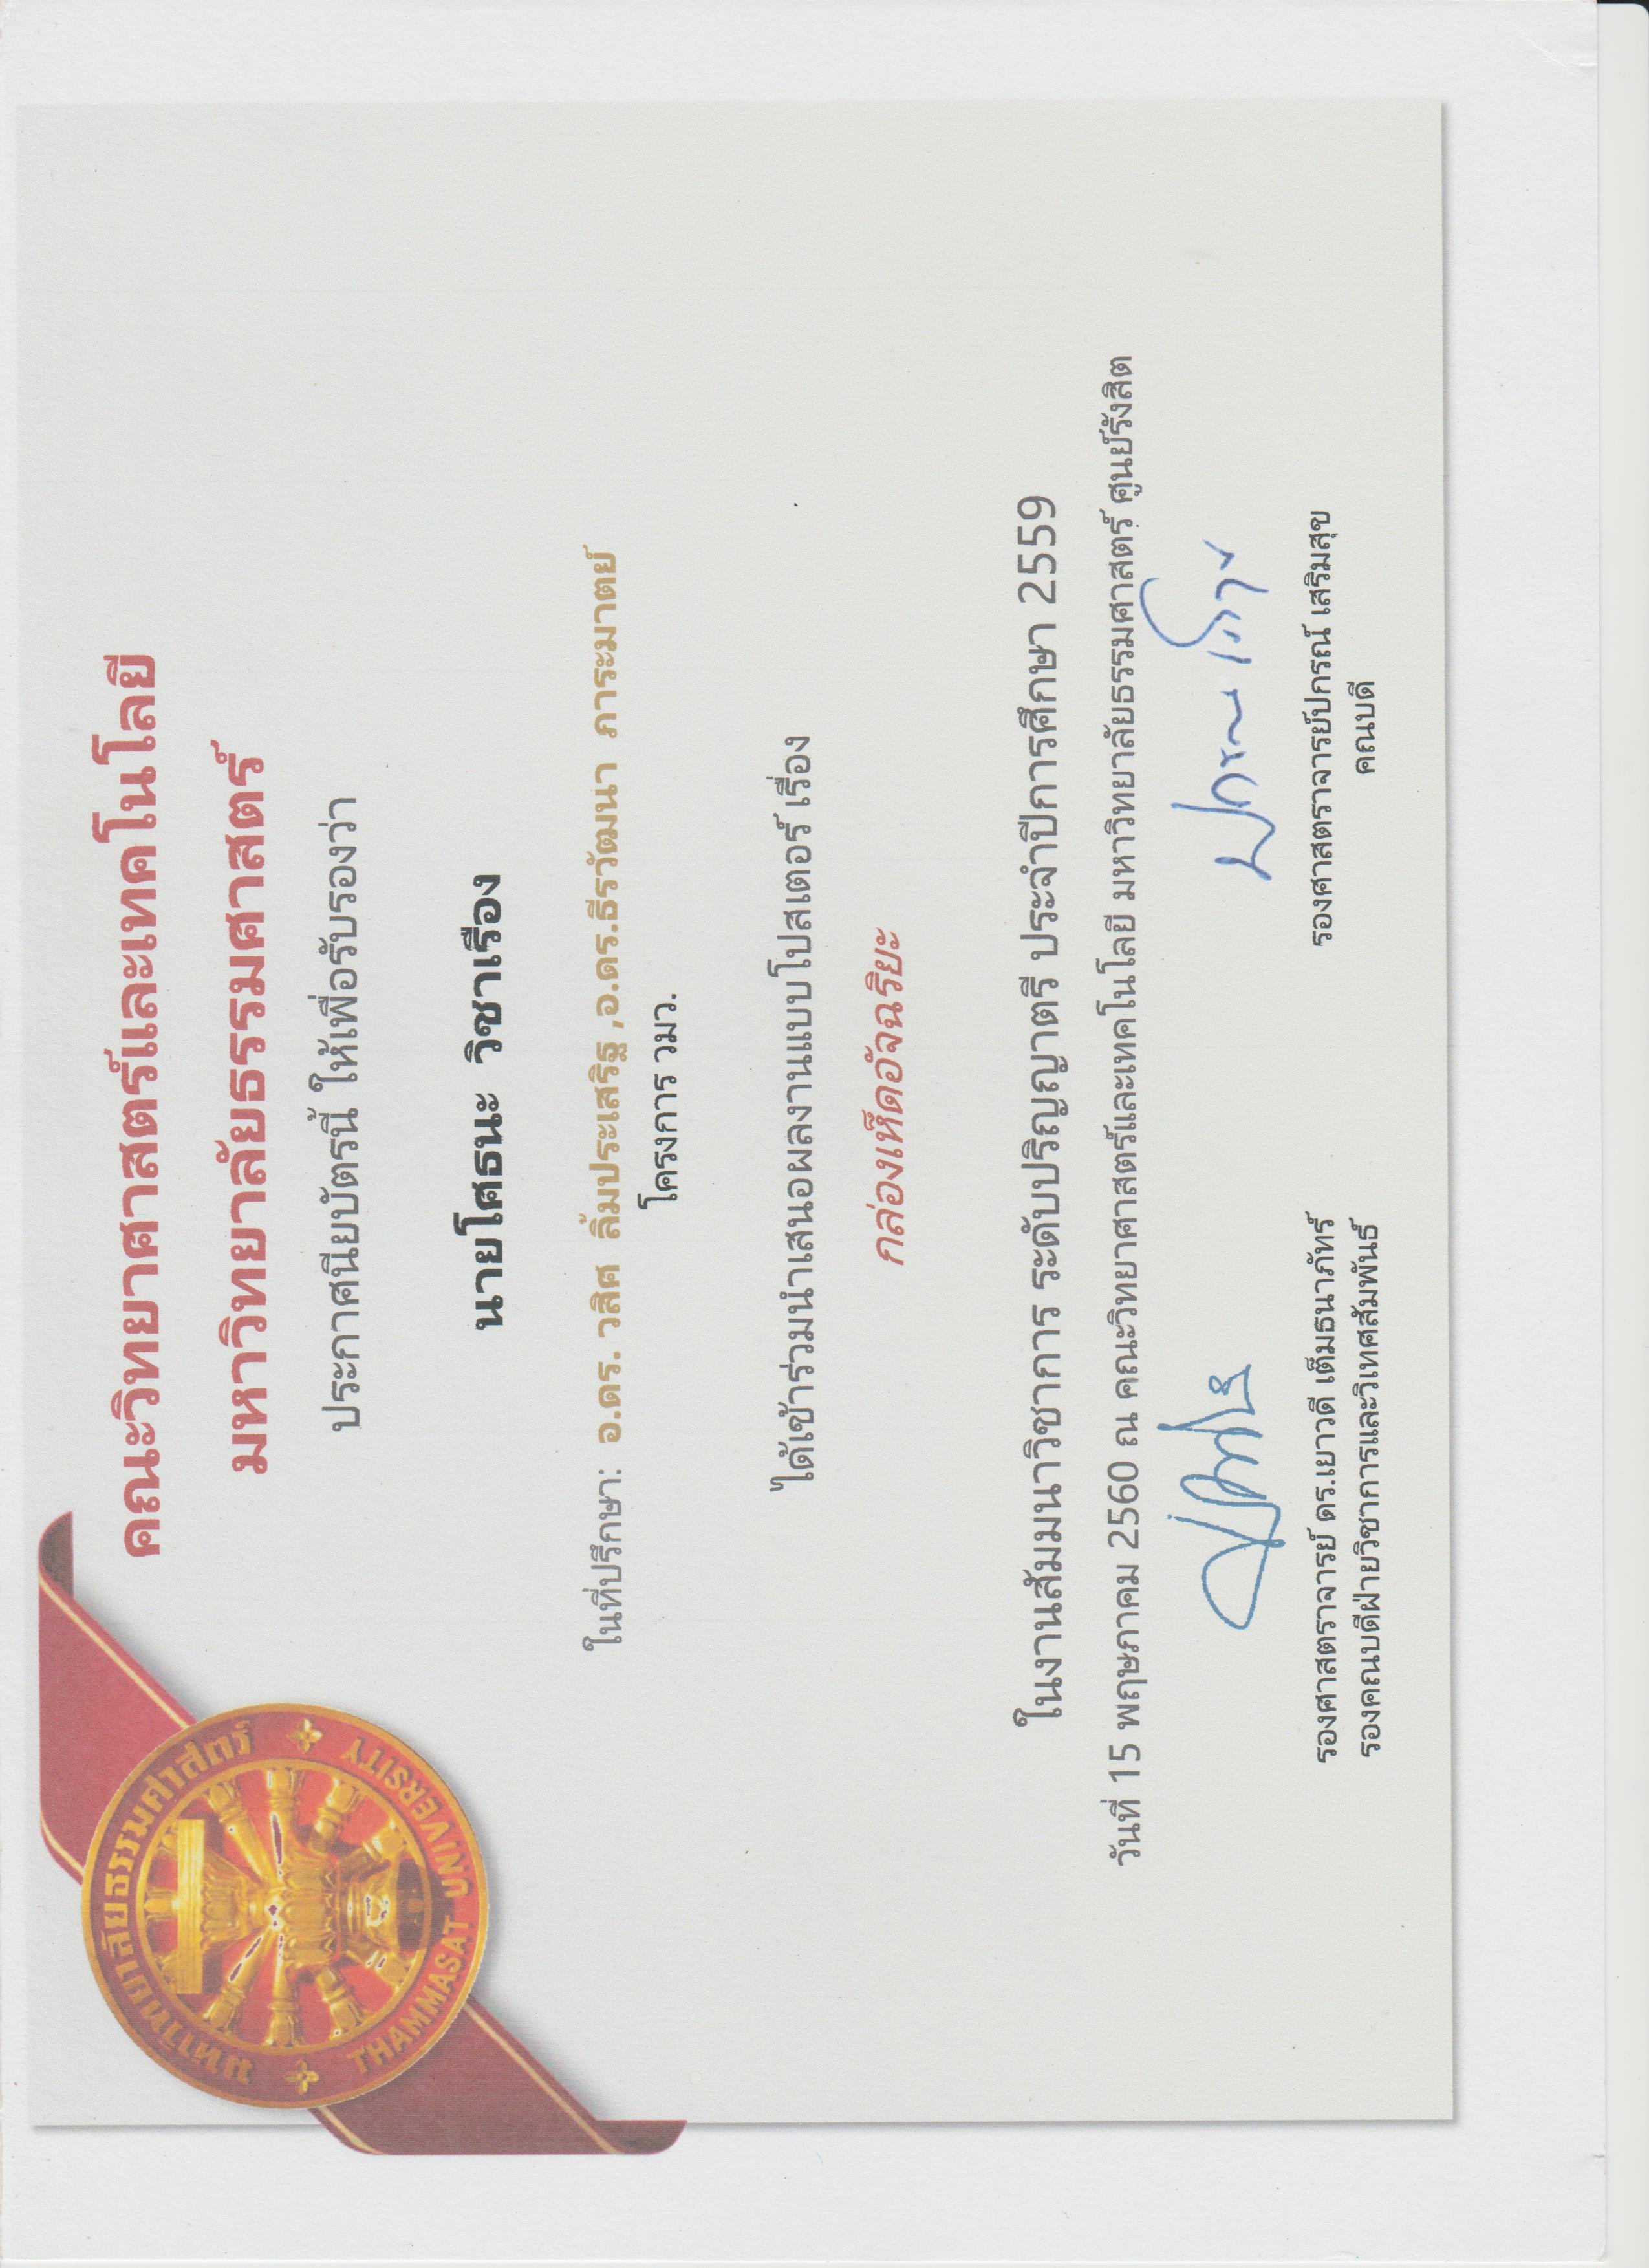 มหาวิทยาลัยธรรมศาสตร์
THAMMASAT UNIVERSITY
คณะวิทยาศาสตร์และเทคโนโลยี
มหาวิทยาลัยธรรมศาสตร์
ประกาศนียบัตรนี้ ให้เพื่อรับรองว่า
นายโศธนะ วิชาเรือง
ในที่ปรึกษา: อ.ดร. วสิศ ลิ้มประเสริฐ ,อ.ดร.ธีรวัฒนา ภาระมาตย์
โครงการ วมว.
ได้เข้าร่วมนำเสนอผลงานแบบโปสเตอร์ เรื่อง
กล่องเห็ดอัจฉริยะ
ในงานสัมมนาวิชาการ ระดับปริญญาตรี ประจำปีการศึกษา 2559
วันที่ 15 พฤษภาคม 2560 ณ คณะวิทยาศาสตร์และเทคโนโลยี มหาวิทยาลัยธรรมศาสตร์ ศูนย์รังสิต
รองศาสตราจารย์ ดร.เยาวดี เต็มธนาภัทร์
รองคณบดีฝ่ายวิชาการและวิเทศสัมพันธ์
รองศาสตราจารย์ปกรณ์ เสริมสุข
คณบดี